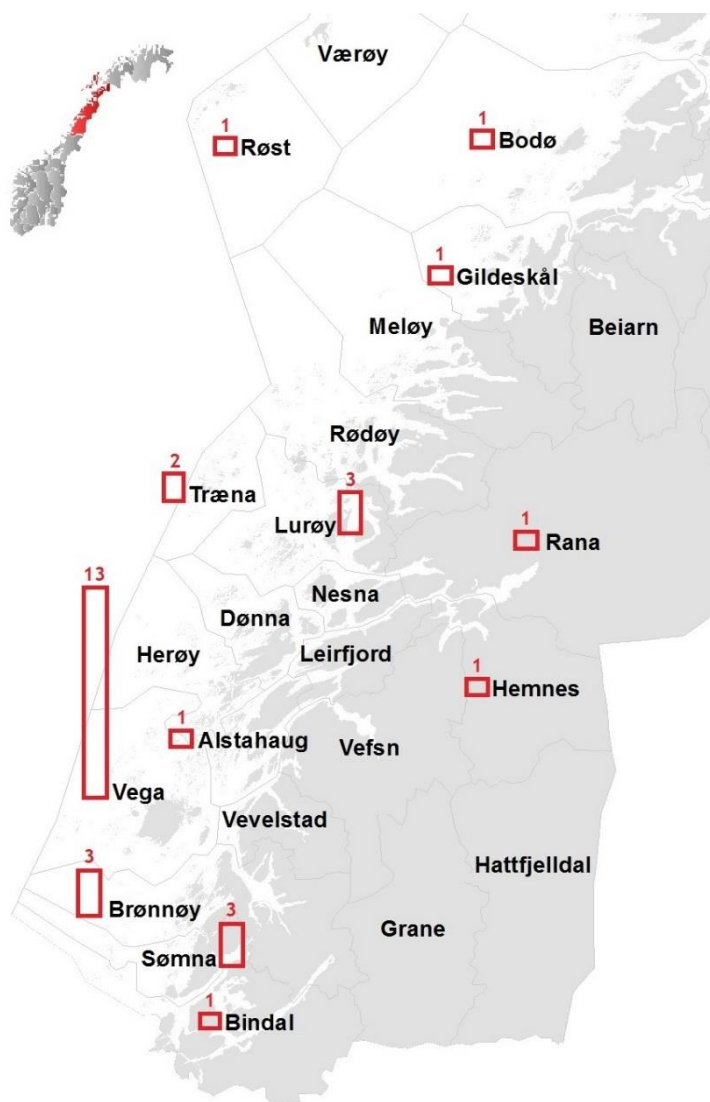 Værøy
1
Røst
1
Bodø
1
Gildeskål
Meløy
Beiarn
Rødøy
2
Træna
3
Lurøy
1
Rana
13
Nesna
Dønna
Herøy
Leirfjord
1
Hemnes
1
Alstahaug
Vefsn
Vega
Vevelstad
3
Brønnøy
Hattfjelldal
3
Sømna
Grane
1
Bindal